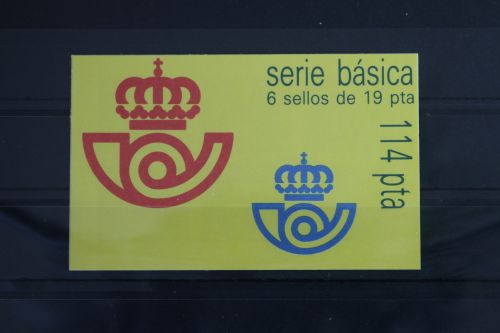 serie básica
6 sellos de 19 pta
114 pta